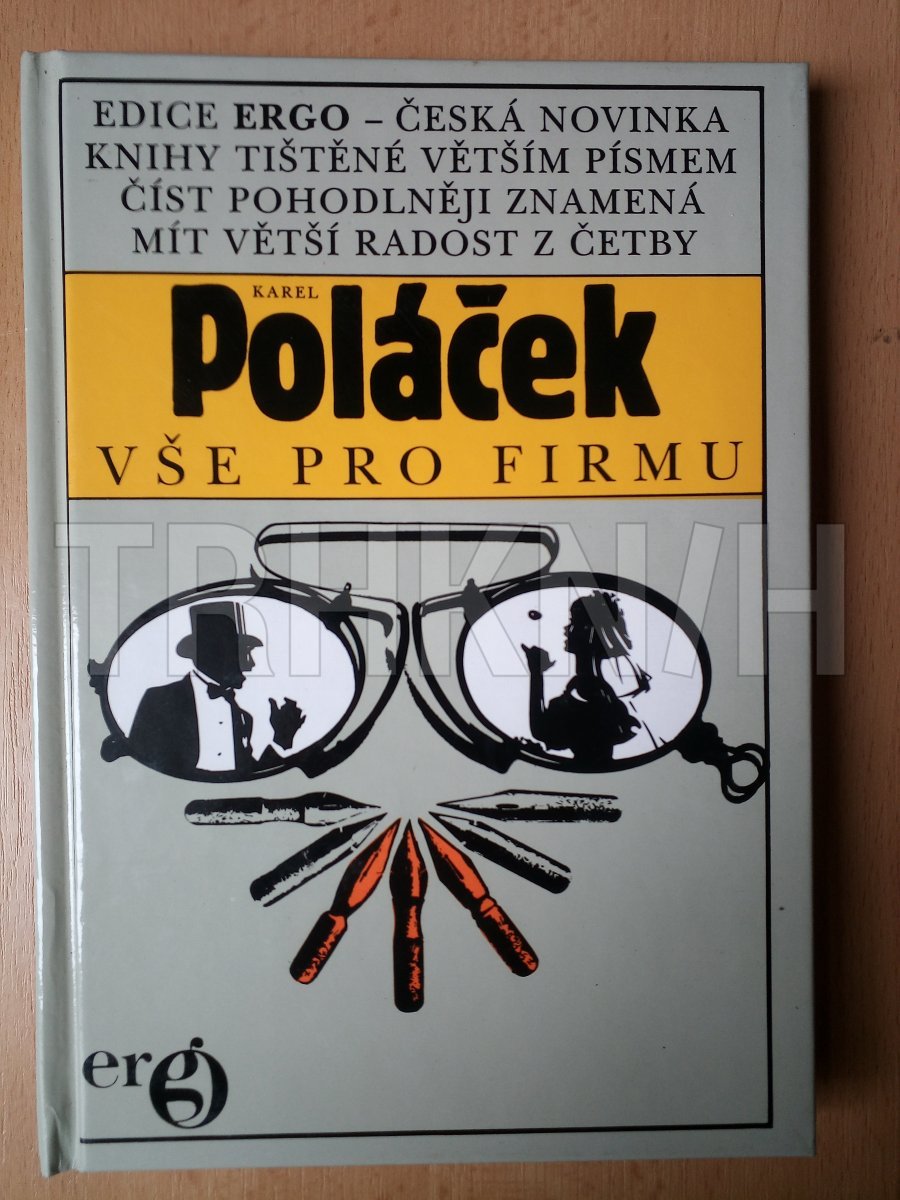 EDICE ERGO – ČESKÁ NOVINKA
KNIHY TIŠTĚNÉ VĚTŠÍM PÍSMEM
ČÍST POHODLNĚJI ZNAMENÁ
MÍT VĚTŠÍ RADOST Z ČETBY
KAREL
Poláček
VŠE PRO FIRMU
TRHKNIH
ergo